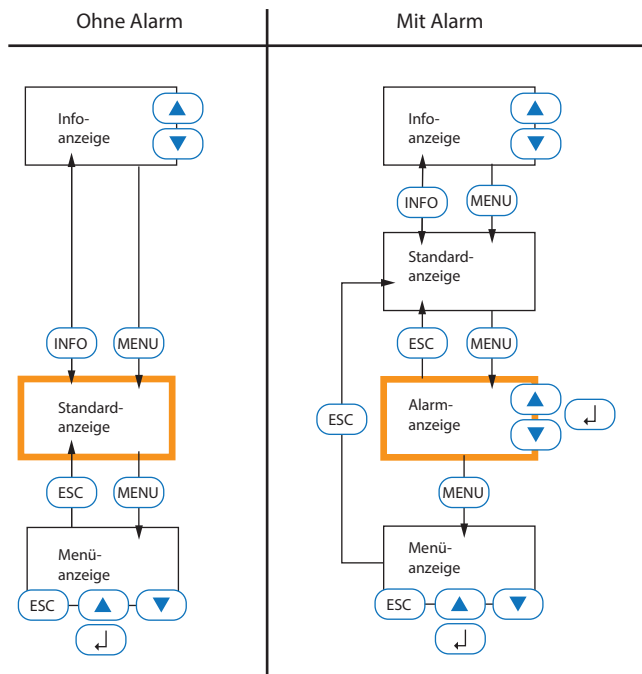 Ohne Alarm
Info-
anzeige
INFO
MENU
Standard-
anzeige
ESC
MENU
Menü-
anzeige
ESC
Mit Alarm
Info-
anzeige
INFO
MENU
Standard-
anzeige
ESC
MENU
ESC
Alarm-
anzeige
MENU
Menü-
anzeige
ESC